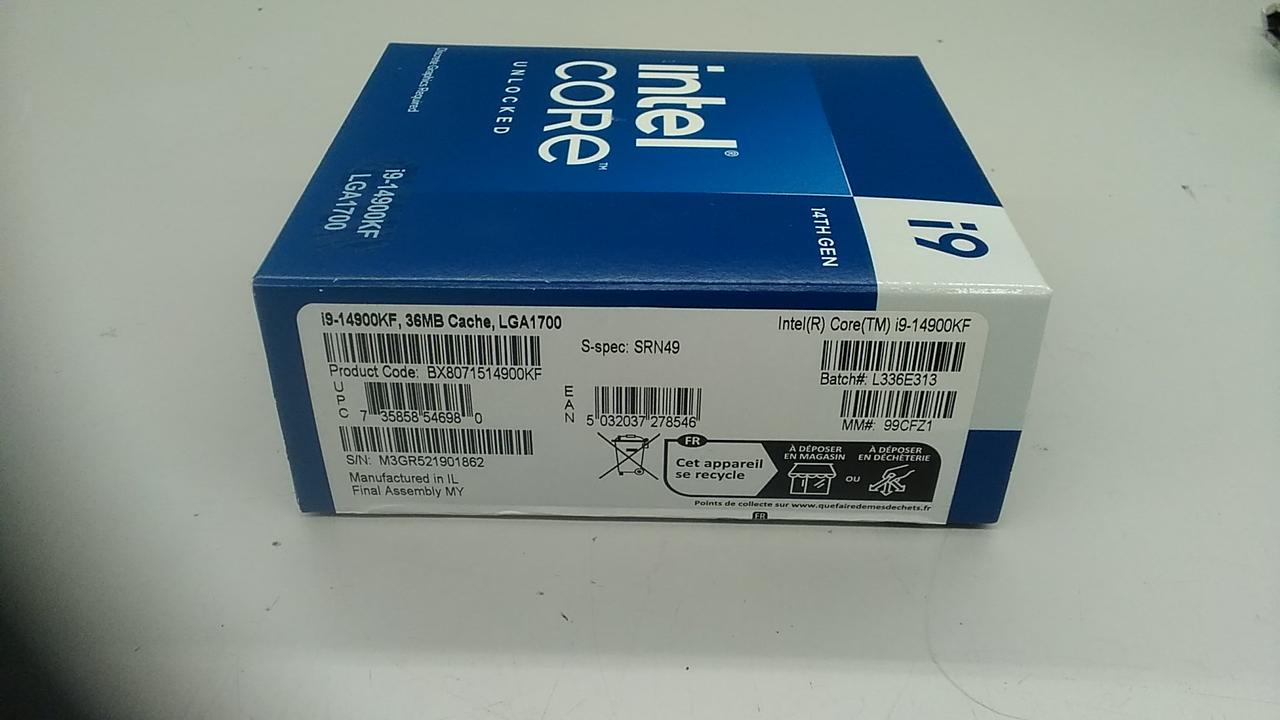 intel®
CORE™
UNLOCKED
Discrete Graphics Required
i9-14900KF
LGA1700
14TH GEN
i9
i9-14900KF, 36MB Cache, LGA1700
Intel(R) Core(TM) i9-14900KF
S-spec: SRN49
Product Code: BX8071514900KF
Batch#: L336E313
UPC
7 35858 54698 0
EAN
5 032037 278546
MM#: 99CFZ1
S/N: M3GR521901862
Manufactured in IL
Final Assembly MY
FR
Cet appareil
se recycle
À DÉPOSER
EN MAGASIN
OU
À DÉPOSER
EN DÉCHÈTERIE
Points de collecte sur www.quefairedemesdechets.fr
FR